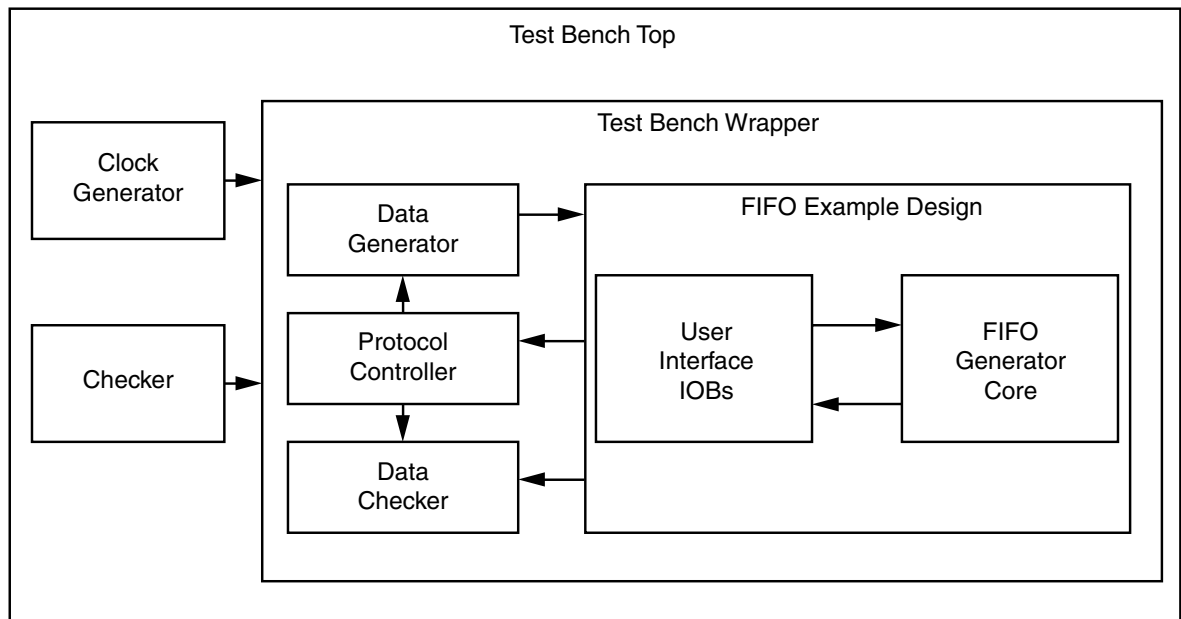 Test Bench Top
Test Bench Wrapper
Clock
Generator
Data
Generator
FIFO Example Design
Protocol
Controller
User
Interface
IOBs
FIFO
Generator
Core
Checker
Data
Checker